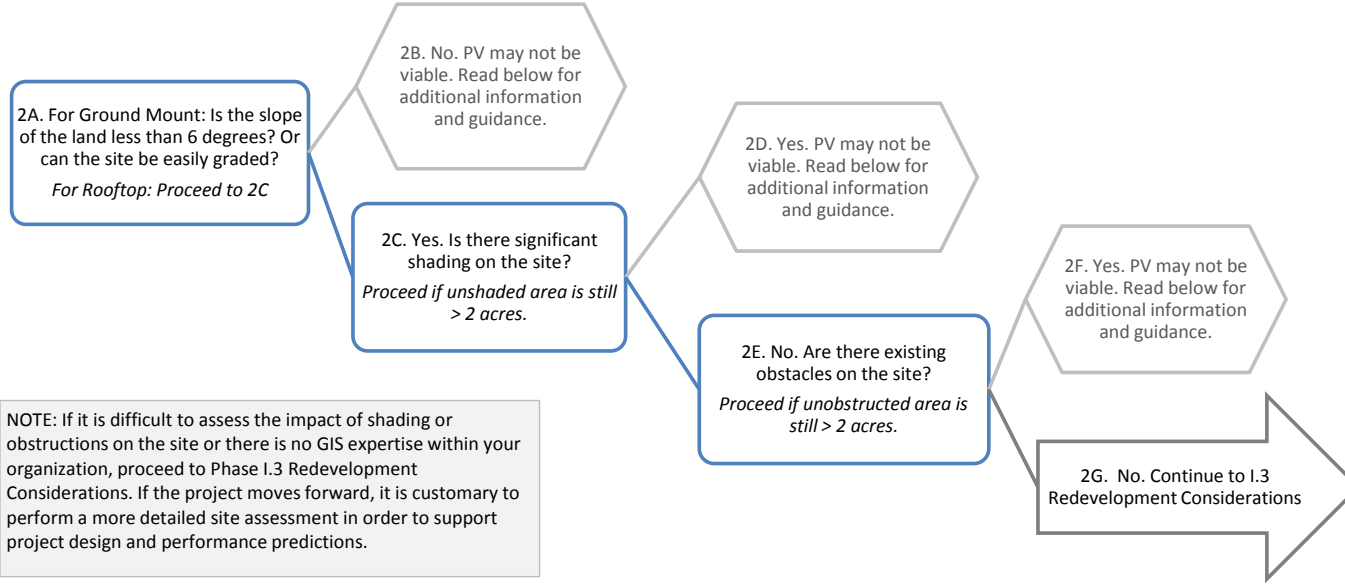 2A. For Ground Mount: Is the slope
of the land less than 6 degrees? Or
can the site be easily graded?
For Rooftop: Proceed to 2C
2B. No. PV may not be
viable. Read below for
additional information
and guidance.
2C. Yes. Is there significant
shading on the site?
Proceed if unshaded area is still
> 2 acres.
2D. Yes. PV may not be
viable. Read below for
additional information
and guidance.
2E. No. Are there existing
obstacles on the site?
Proceed if unobstructed area is
still > 2 acres.
2F. Yes. PV may not be
viable. Read below for
additional information
and guidance.
2G. No. Continue to I.3
Redevelopment Considerations
NOTE: If it is difficult to assess the impact of shading or
obstructions on the site or there is no GIS expertise within your
organization, proceed to Phase I.3 Redevelopment
Considerations. If the project moves forward, it is customary to
perform a more detailed site assessment in order to support
project design and performance predictions.